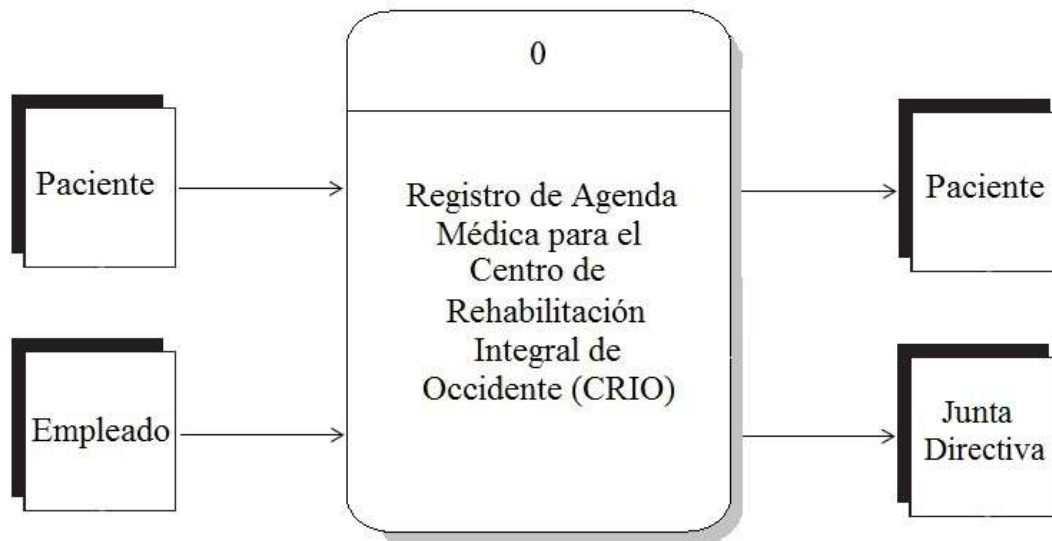 0
Paciente
Empleado
Registro de Agenda
Médica para el
Centro de
Rehabilitación
Integral de
Occidente (CRIO)
Paciente
Junta
Directiva